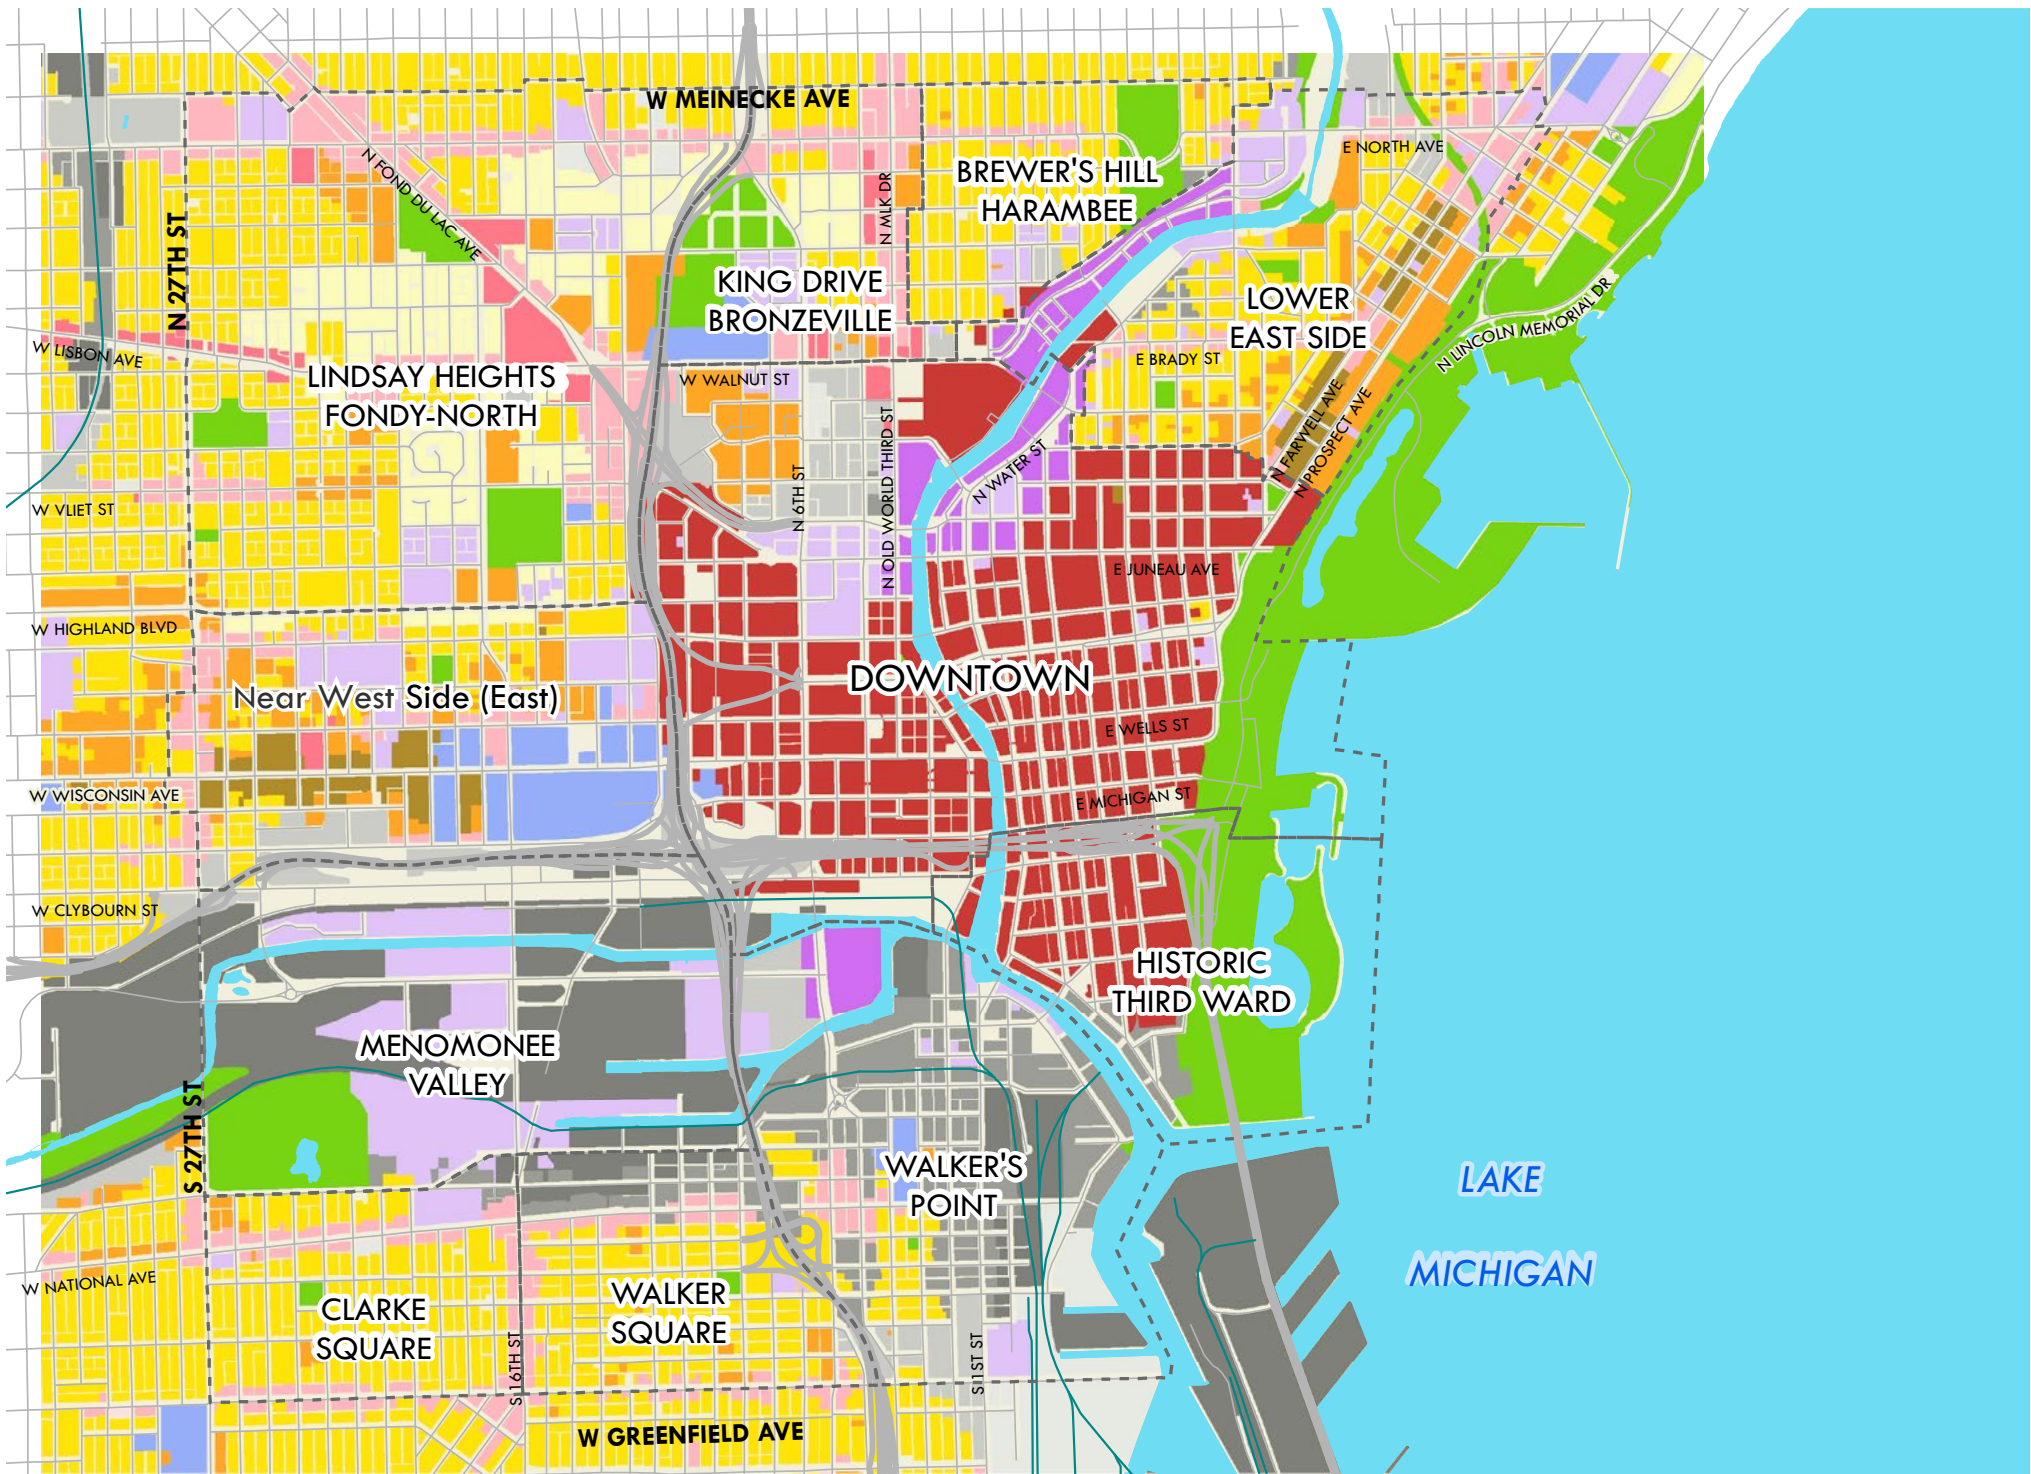 W MEINECKE AVE
E NORTH AVE
N FOND DU LAC AVE
N MLK DR
BREWER'S HILL
HARAMBEE
N 27TH ST
KING DRIVE
BRONZEVILLE
LOWER
EAST SIDE
N LINCOLN MEMORIAL DR
W LISBON AVE
E BRADY ST
LINDSAY HEIGHTS
FONDY-NORTH
W WALNUT ST
N FARWELL AVE
N PROSPECT AVE
N OLD WORLD THIRD ST
N 6TH ST
N WATER ST
W VLIET ST
E JUNEAU AVE
W HIGHLAND BLVD
Near West Side (East)
DOWNTOWN
E WELLS ST
W WISCONSIN AVE
E MICHIGAN ST
W CLYBOURN ST
HISTORIC
THIRD WARD
MENOMONEE
VALLEY
S 27TH ST
WALKER'S
POINT
LAKE
MICHIGAN
W NATIONAL AVE
CLARKE
SQUARE
WALKER
SQUARE
S 16TH ST
S 1ST ST
W GREENFIELD AVE